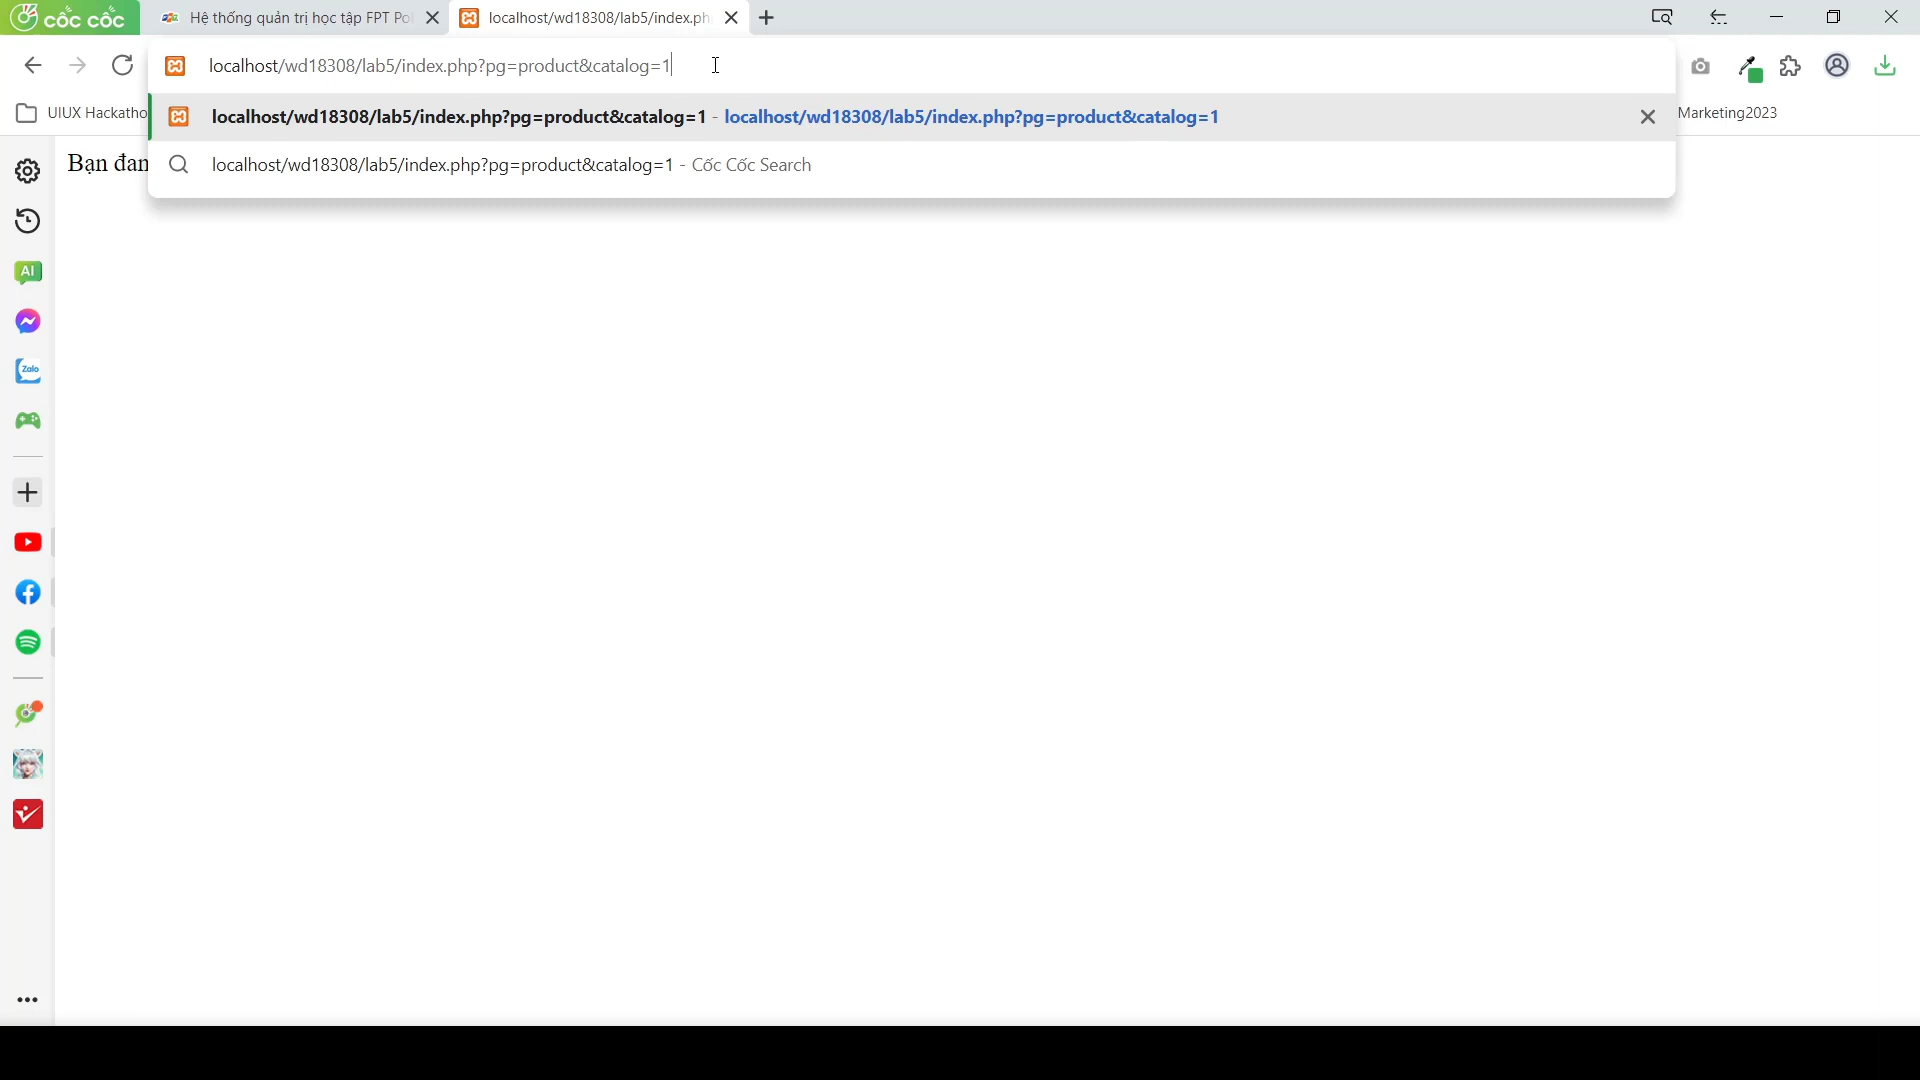 cốc cốc
Hệ thống quản trị học tập FPT Po
localhost/wd18308/lab5/index.ph
localhost/wd18308/lab5/index.php?pg=product&catalog=1
UIUX Hackatho
localhost/wd18308/lab5/index.php?pg=product&catalog=1 - localhost/wd18308/lab5/index.php?pg=product&catalog=1
Marketing2023
Bạn đan
localhost/wd18308/lab5/index.php?pg=product&catalog=1 - Cốc Cốc Search
AI
Zalo